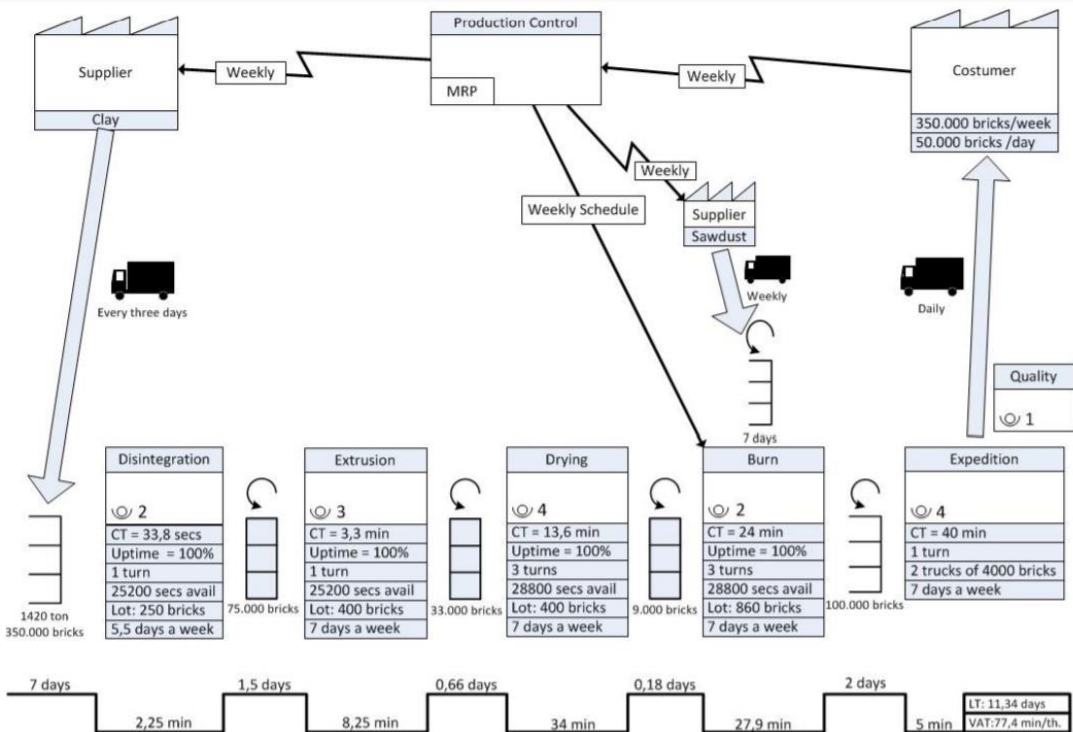 Production Control
MRP
Supplier
Clay
Weekly
Weekly
Costumer
350.000 bricks/week
50.000 bricks /day
Weekly
Weekly Schedule
Supplier
Sawdust
Every three days
Weekly
Daily
7 days
Quality
1
1420 ton
350.000 bricks
Disintegration
2
CT = 33,8 secs
Uptime = 100%
1 turn
25200 secs avail
Lot: 250 bricks
5,5 days a week
75.000 bricks
Extrusion
3
CT = 3,3 min
Uptime = 100%
1 turn
25200 secs avail
Lot: 400 bricks
7 days a week
33.000 bricks
Drying
4
CT = 13,6 min
Uptime = 100%
3 turns
28800 secs avail
Lot: 400 bricks
7 days a week
9.000 bricks
Burn
2
CT = 24 min
Uptime = 100%
3 turns
28800 secs avail
Lot: 860 bricks
7 days a week
100.000 bricks
Expedition
4
CT = 40 min
1 turn
2 trucks of 4000 bricks
7 days a week
7 days
2,25 min
1,5 days
8,25 min
0,66 days
34 min
0,18 days
27,9 min
2 days
5 min
LT: 11,34 days
VAT:77,4 min/th.